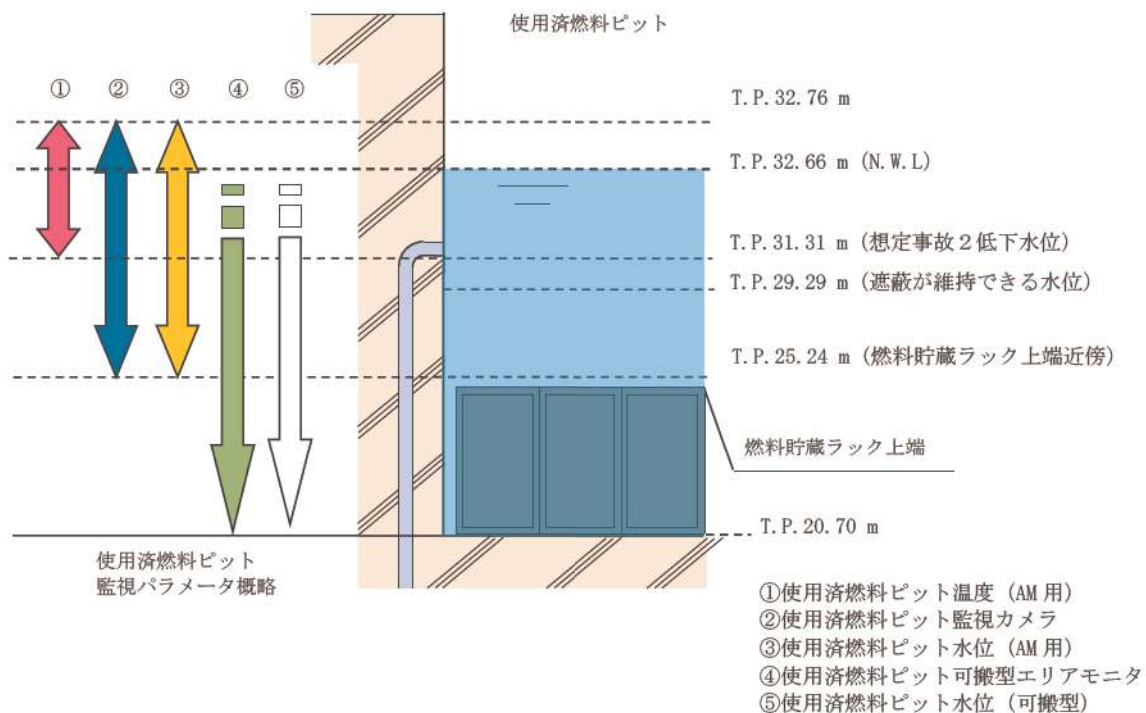 使用済燃料ピット
① ② ③ ④ ⑤
T.P.32.76 m
T.P.32.66 m (N.W.L)
T.P.31.31 m (想定事故2低下水位)
T.P.29.29 m (遮蔽が維持できる水位)
T.P.25.24 m (燃料貯蔵ラック上端近傍)
燃料貯蔵ラック上端
T.P.20.70 m
使用済燃料ピット
監視パラメータ概略
①使用済燃料ピット温度 (AM用)
②使用済燃料ピット監視カメラ
③使用済燃料ピット水位 (AM用)
④使用済燃料ピット可搬型エリアモニタ
⑤使用済燃料ピット水位 (可搬型)